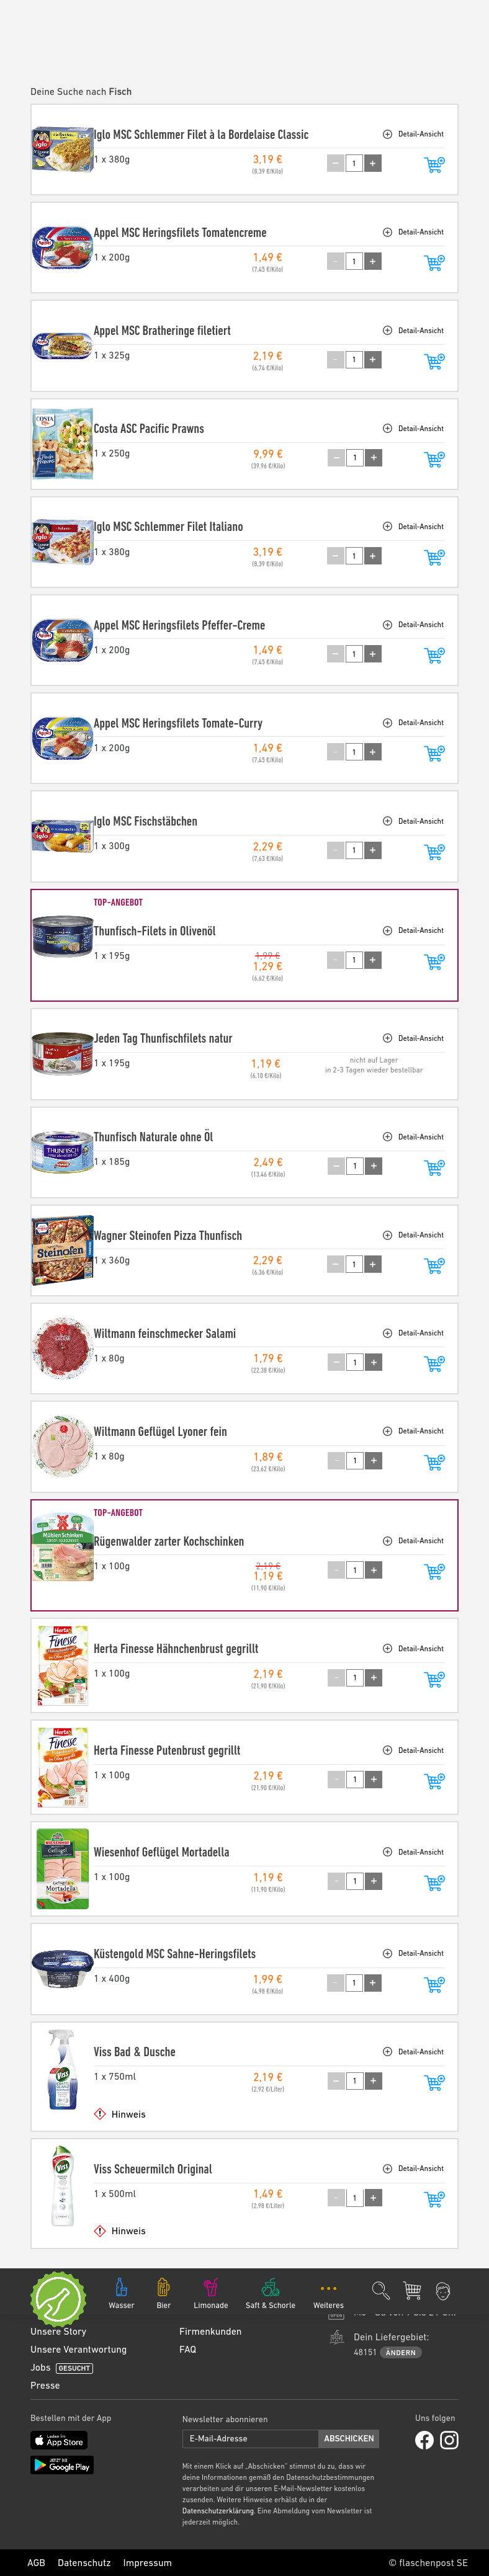 Deine Suche nach Fisch
Iglo MSC Schlemmer Filet à la Bordelaise Classic
Detail-Ansicht
1 x 380g
3,19 €
1
(8,39 €/Kilo)
Appel MSC Heringsfilets Tomatencreme
Detail-Ansicht
1 x 200g
1,49 €
1
(7,45 €/Kilo)
Appel MSC Bratheringe filetiert
Detail-Ansicht
1 x 325g
2,19 €
1
(6,74 €/Kilo)
Costa ASC Pacific Prawns
Detail-Ansicht
1 x 250g
9,99 €
1
(39,96 €/Kilo)
Iglo MSC Schlemmer Filet Italiano
Detail-Ansicht
1 x 380g
3,19 €
1
(8,39 €/Kilo)
Appel MSC Heringsfilets Pfeffer-Creme
Detail-Ansicht
1 x 200g
1,49 €
1
(7,45 €/Kilo)
Appel MSC Heringsfilets Tomate-Curry
Detail-Ansicht
1 x 200g
1,49 €
1
(7,45 €/Kilo)
Iglo MSC Fischstäbchen
Detail-Ansicht
1 x 300g
2,29 €
1
(7,63 €/Kilo)
TOP-ANGEBOT
Thunfisch-Filets in Olivenöl
Detail-Ansicht
1 x 195g
1,99 €
1,29 €
1
(6,62 €/Kilo)
Jeden Tag Thunfischfilets natur
Detail-Ansicht
1 x 195g
1,19 €
(6,10 €/Kilo)
nicht auf Lager
in 2-3 Tagen wieder bestellbar
Thunfisch Naturale ohne Öl
Detail-Ansicht
1 x 185g
2,49 €
1
(13,46 €/Kilo)
Wagner Steinofen Pizza Thunfisch
Detail-Ansicht
1 x 360g
2,29 €
1
(6,36 €/Kilo)
Wiltmann feinschmecker Salami
Detail-Ansicht
1 x 80g
1,79 €
1
(22,38 €/Kilo)
Wiltmann Geflügel Lyoner fein
Detail-Ansicht
1 x 80g
1,89 €
1
(23,62 €/Kilo)
TOP-ANGEBOT
Rügenwalder zarter Kochschinken
Detail-Ansicht
1 x 100g
2,19 €
1,19 €
1
(11,90 €/Kilo)
Herta Finesse Hähnchenbrust gegrillt
Detail-Ansicht
1 x 100g
2,19 €
1
(21,90 €/Kilo)
Herta Finesse Putenbrust gegrillt
Detail-Ansicht
1 x 100g
2,19 €
1
(21,90 €/Kilo)
Wiesenhof Geflügel Mortadella
Detail-Ansicht
1 x 100g
1,19 €
1
(11,90 €/Kilo)
Küstengold MSC Sahne-Heringsfilets
Detail-Ansicht
1 x 400g
1,99 €
1
(4,98 €/Kilo)
Viss Bad & Dusche
Detail-Ansicht
1 x 750ml
2,19 €
1
(2,92 €/Liter)
Hinweis
Viss Scheuermilch Original
Detail-Ansicht
1 x 500ml
1,49 €
1
(2,98 €/Liter)
Hinweis
Wasser
Bier
Limonade
Saft & Schorle
Weiteres
Unsere Story
Firmenkunden
Unsere Verantwortung
FAQ
Jobs GESUCHT
Presse
Dein Liefergebiet:
48151 ÄNDERN
Bestellen mit der App
Newsletter abonnieren
Uns folgen
Laden im
App Store
JETZT BEI
Google Play
E-Mail-Adresse
ABSCHICKEN
Mit einem Klick auf „Abschicken“ stimmst du zu, dass wir
deine Informationen gemäß den Datenschutzbestimmungen
verarbeiten und dir unseren E-Mail-Newsletter kostenlos
zusenden. Weitere Hinweise erhälst du in der
Datenschutzerklärung. Eine Abmeldung vom Newsletter ist
jederzeit möglich.
AGB
Datenschutz
Impressum
© flaschenpost SE